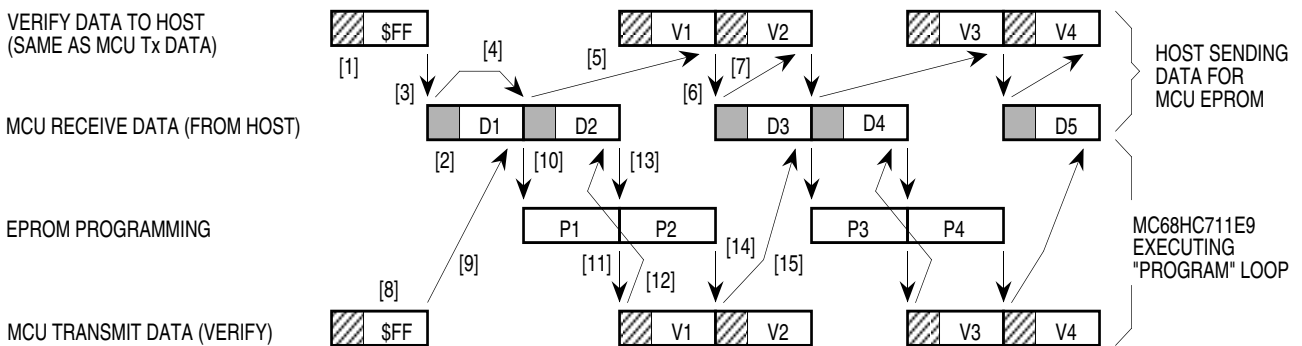 VERIFY DATA TO HOST
(SAME AS MCU Tx DATA)
$FF
V1
V2
V3
V4
[1]
[3]
[4]
[5]
[6]
[7]
HOST SENDING
DATA FOR
MCU EPROM
MCU RECEIVE DATA (FROM HOST)
D1
D2
D3
D4
D5
[2]
[10]
[13]
EPROM PROGRAMMING
P1
P2
P3
P4
MC68HC711E9
EXECUTING
"PROGRAM" LOOP
[8]
[9]
[11]
[12]
[14]
[15]
MCU TRANSMIT DATA (VERIFY)
$FF
V1
V2
V3
V4